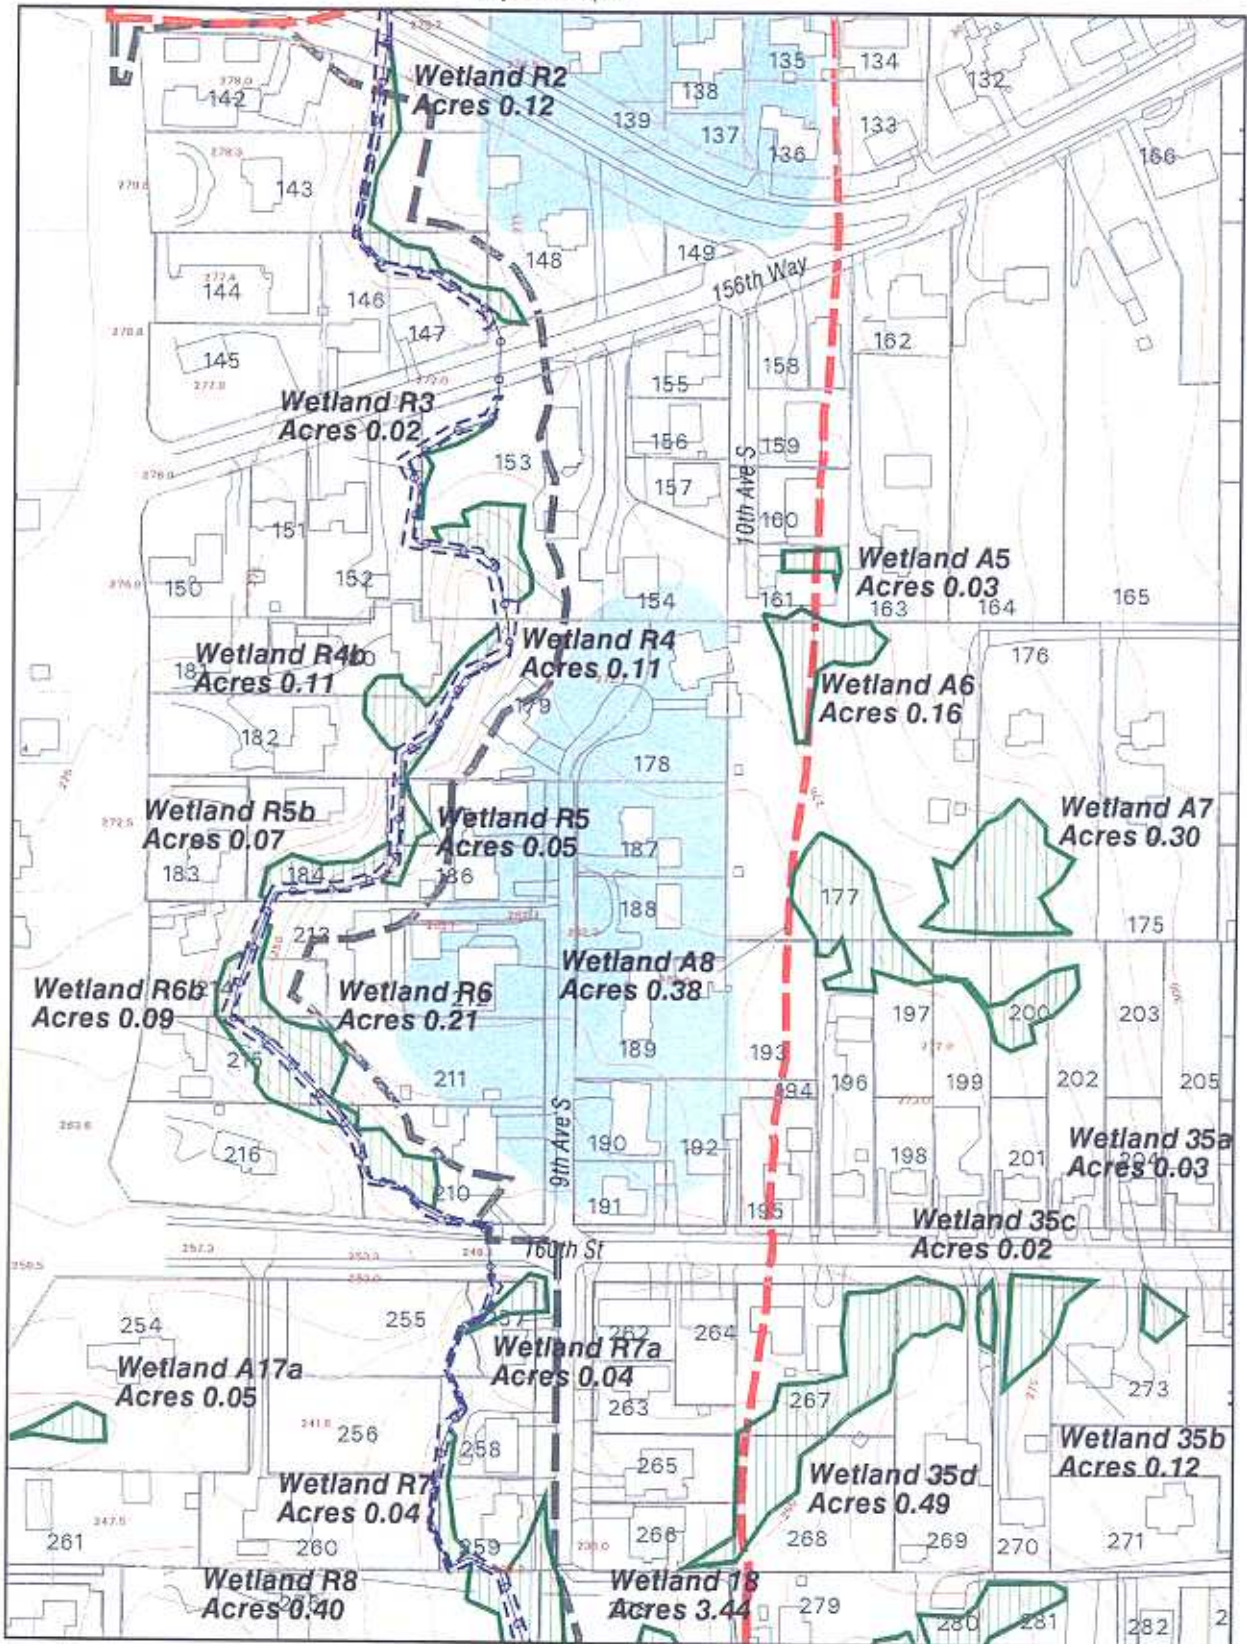 Wetland R2
Acres 0.12
135
134
132
138
142
139
137
136
133
166
143
148
149
156th Way
144
146
147
145
162
155
158
Wetland R3
Acres 0.02
156
159
153
157
10th Ave S
160
151
150
152
154
161
Wetland A5
Acres 0.03
163
164
165
Wetland R4b
Acres 0.11
Wetland R4
Acres 0.11
176
Wetland A6
Acres 0.16
182
178
Wetland R5b
Acres 0.07
Wetland R5
Acres 0.05
187
Wetland A7
Acres 0.30
183
184
186
177
188
175
213
Wetland A8
Acres 0.38
Wetland R6b
Acres 0.09
Wetland R6
Acres 0.21
197
200
203
189
193
215
211
194
196
199
202
205
9th Ave S
190
192
216
198
201
204
Wetland 35a
Acres 0.03
210
191
195
Wetland 35c
Acres 0.02
160th St
254
255
262
264
Wetland R7a
Acres 0.04
Wetland A17a
Acres 0.05
267
273
263
256
258
265
Wetland 35b
Acres 0.12
Wetland R7
Acres 0.04
Wetland 35d
Acres 0.49
261
260
259
266
268
269
270
271
Wetland R8
Acres 0.40
Wetland 18
Acres 3.44
279
280
281
282